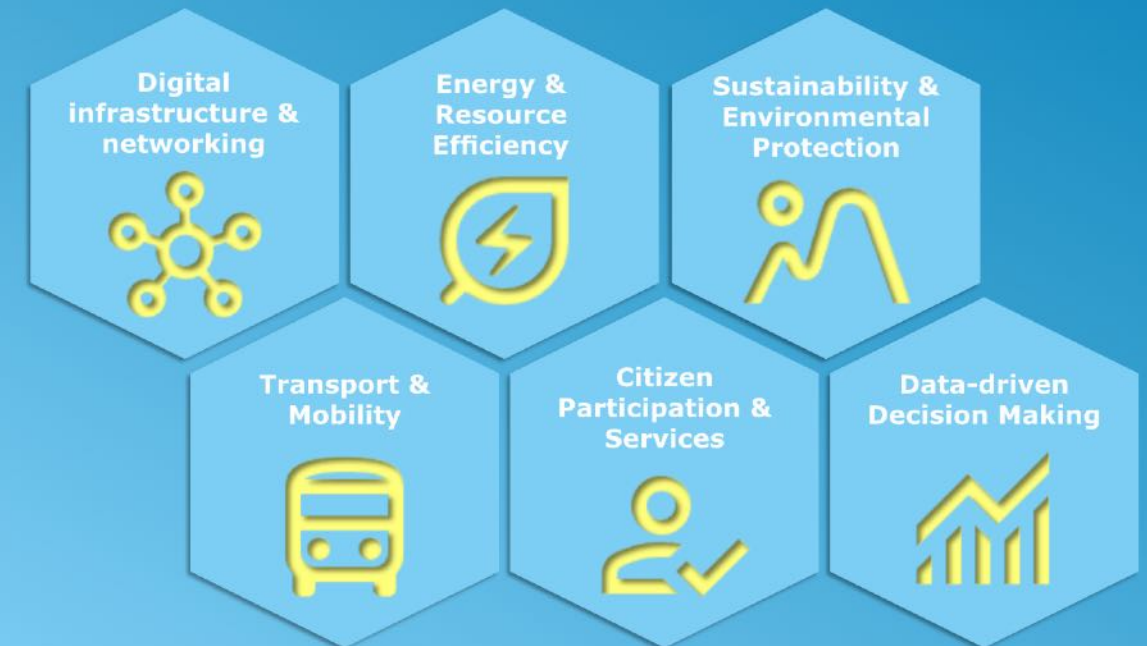 Digital
infrastructure &
networking
Energy &
Resource
Efficiency
Sustainability &
Environmental
Protection
Transport &
Mobility
Citizen
Participation &
Services
Data-driven
Decision Making